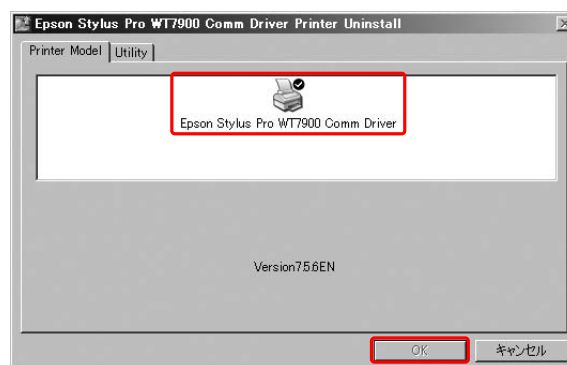 Epson Stylus Pro WT7900 Comm Driver Printer Uninstall
Printer Model Utility
Epson Stylus Pro WT7900 Comm Driver
Version7.5.6EN
OK キャンセル